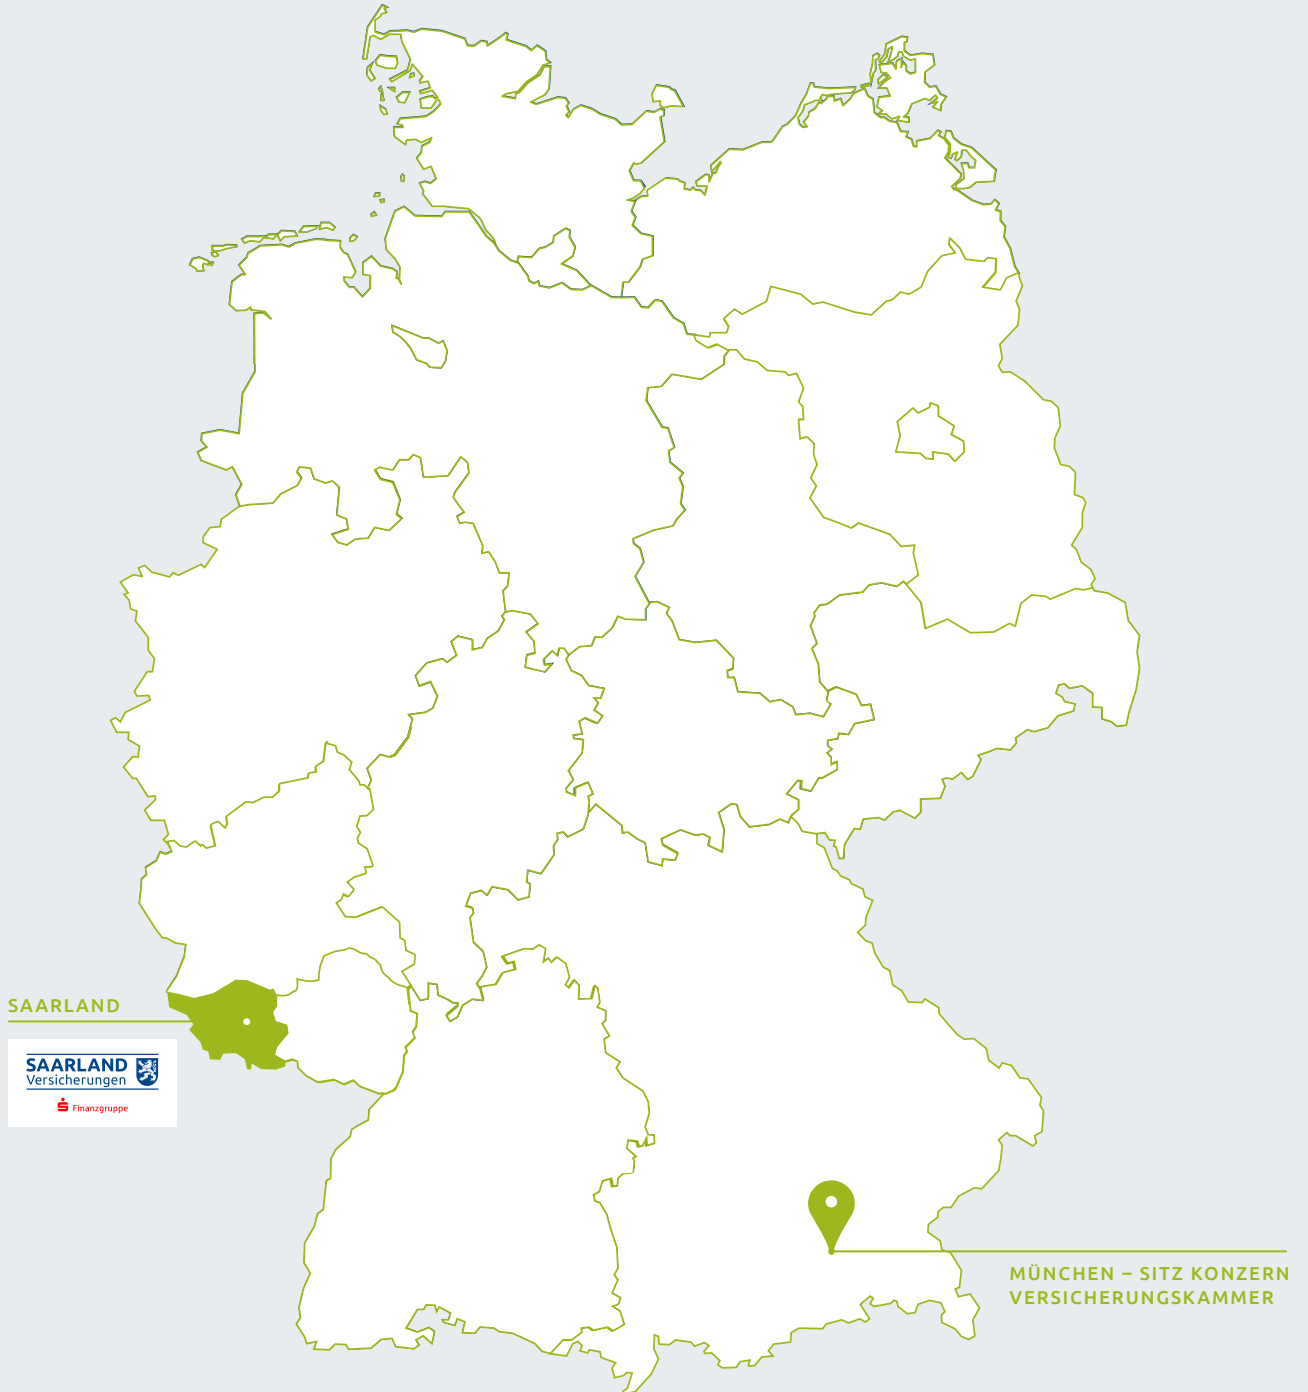 SAARLAND
SAARLAND
Versicherungen
Finanzgruppe
MÜNCHEN – SITZ KONZERN
VERSICHERUNGSKAMMER